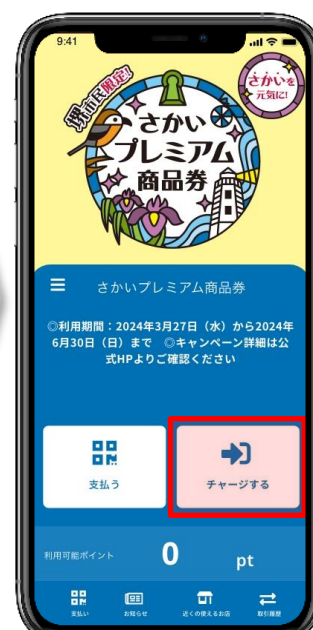 9:41
堺市民限定!
さかいを
元気に!
さかい
プレミアム
商品券
さかいプレミアム商品券
◎利用期間:2024年3月
27日(水)から2024年
6月30日(日)まで ◎キャンペーン詳細は公
式HPよりご確認ください
支払う
チャージする
利用可能ポイント 0 pt
支払い お知らせ 近くの使えるお店 取引履歴